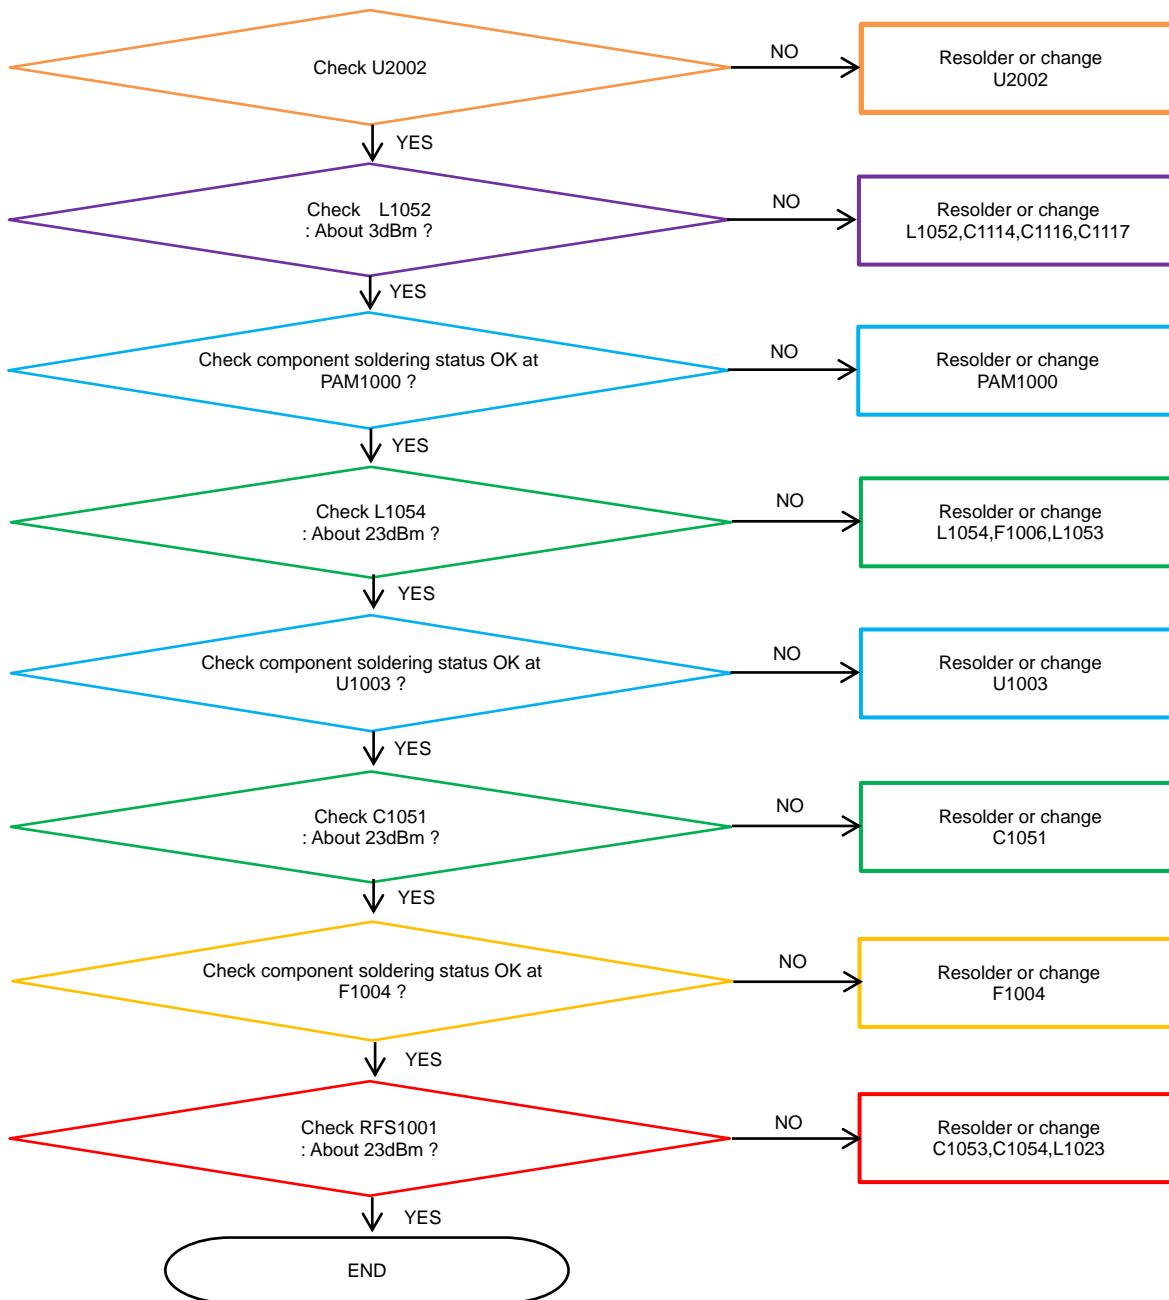 Check U2002
NO
Resolder or change
U2002
YES
Check L1052
: About 3dBm ?
NO
Resolder or change
L1052,C1114,C1116,C1117
YES
Check component soldering status OK at
PAM1000 ?
NO
Resolder or change
PAM1000
YES
Check L1054
: About 23dBm ?
NO
Resolder or change
L1054,F1006,L1053
YES
Check component soldering status OK at
U1003 ?
NO
Resolder or change
U1003
YES
Check C1051
: About 23dBm ?
NO
Resolder or change
C1051
YES
Check component soldering status OK at
F1004 ?
NO
Resolder or change
F1004
YES
Check RFS1001
: About 23dBm ?
NO
Resolder or change
C1053,C1054,L1023
YES
END